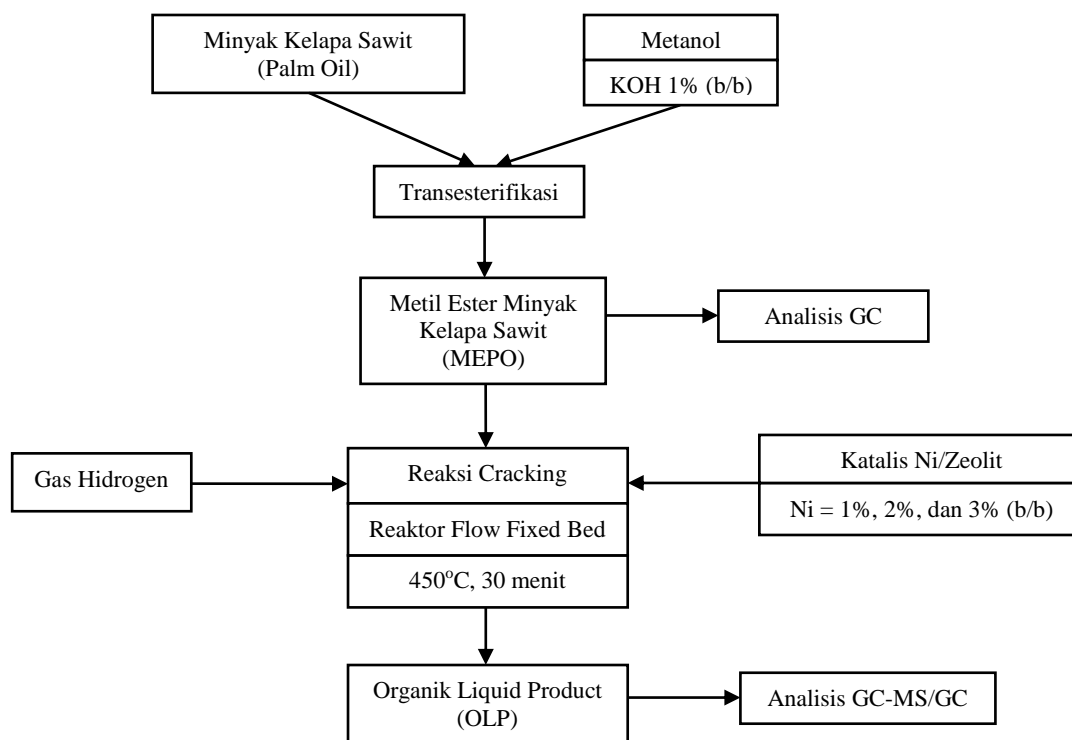 Minyak Kelapa Sawit
(Palm Oil)
Metanol
KOH 1% (b/b)
Transesterifikasi
Metil Ester Minyak
Kelapa Sawit
(MEPO)
Analisis GC
Gas Hidrogen
Reaksi Cracking
Reaktor Flow Fixed Bed
450°C, 30 menit
Katalis Ni/Zeolit
Ni = 1%, 2%, dan 3% (b/b)
Organik Liquid Product
(OLP)
Analisis GC-MS/GC